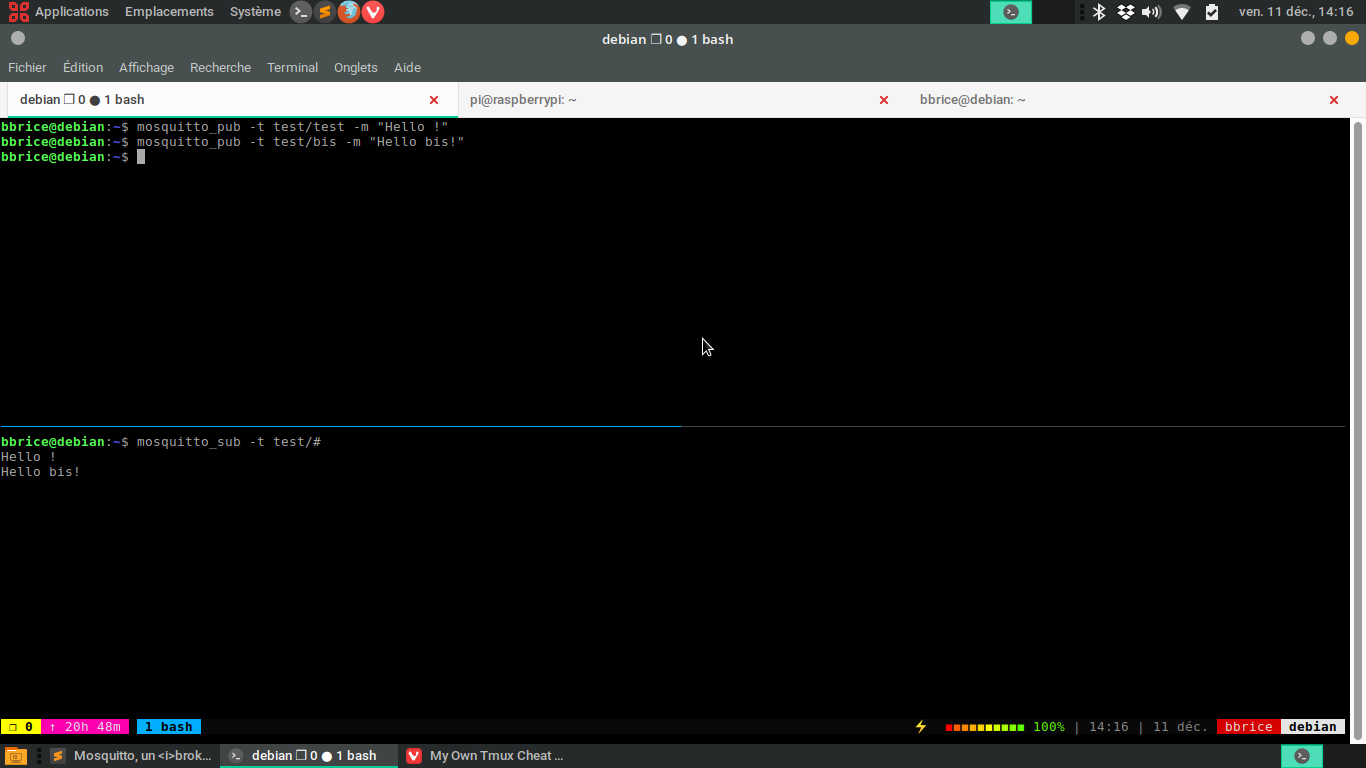 Applications Emplacements Système ven. 11 déc., 14:16
debian ❐ 0 ● 1 bash
Fichier Édition Affichage Recherche Terminal Onglets Aide
debian ❐ 0 ● 1 bash pi@raspberrypi: ~ bbrice@debian: ~
bbrice@debian:~$ mosquitto_pub -t test/test -m "Hello !"
bbrice@debian:~$ mosquitto_pub -t test/bis -m "Hello bis!"
bbrice@debian:~$
bbrice@debian:~$ mosquitto_sub -t test/#
Hello !
Hello bis!
❐ 0 ↑ 20h 48m 1 bash ⚡ ■■■■■■■■■■ 100% | 14:16 | 11 déc. bbrice debian
Mosquitto, un <i>brok... debian ❐ 0 ● 1 bash My Own Tmux Cheat ...